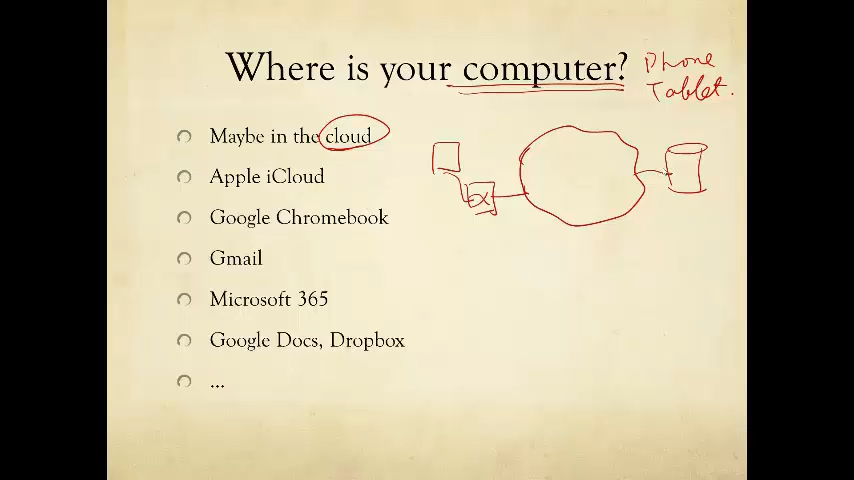 Where is your computer?
Phone
Tablet.
Maybe in the cloud
Apple iCloud
Google Chromebook
Gmail
Microsoft 365
Google Docs, Dropbox
...